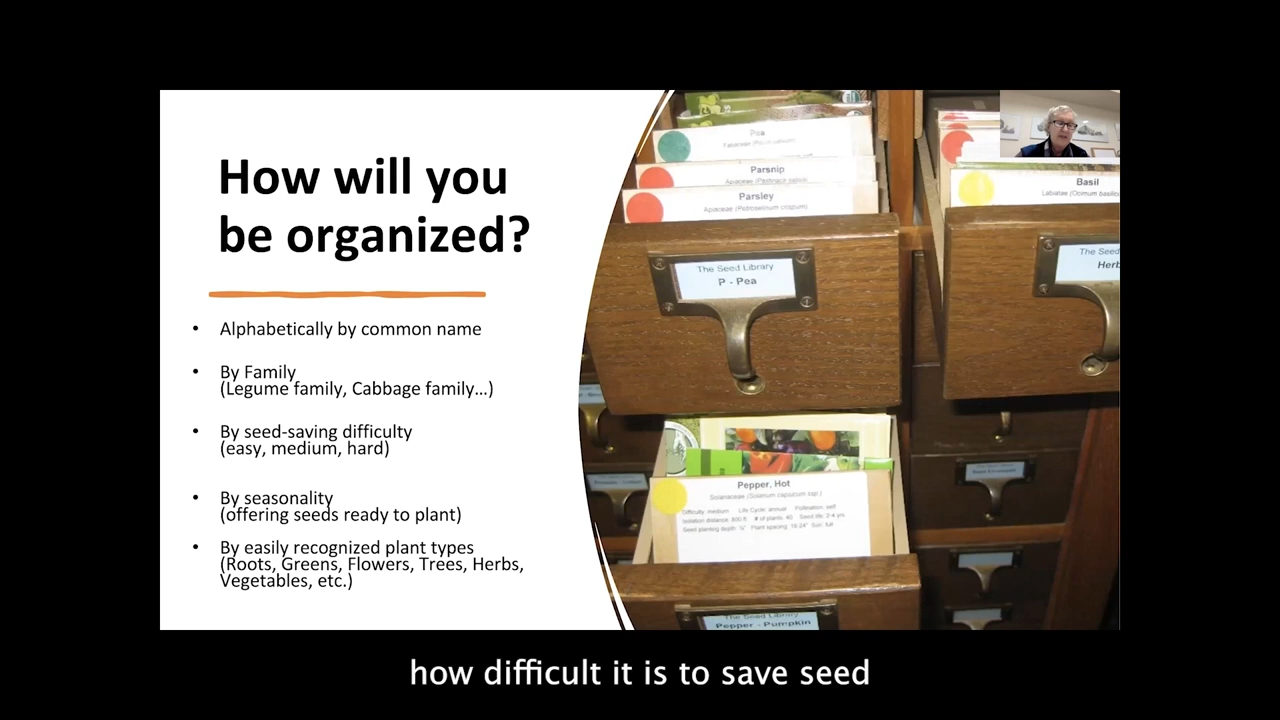 How will you
be organized?
• Alphabetically by common name
• By Family
(Legume family, Cabbage family...)
• By seed-saving difficulty
(easy, medium, hard)
• By seasonality
(offering seeds ready to plant)
• By easily recognized plant types
(Roots, Greens, Flowers, Trees, Herbs,
Vegetables, etc.)
Pea
Parsnip
Apiaceae (Pastinaca sativa)
Parsley
Apiaceae (Petroselinum crispum)
The Seed Library
P - Pea
Basil
Labiatae (Ocimum basilic
The Seed
Herb
Pepper, Hot
Solanaceae (Solanum capsicum ssp.)
Difficulty: medium Life Cycle: annual Pollination: self
Isolation distance: 800 ft # of plants: 40 Seed life: 2-4 yrs
Seed planting depth: ¼" Plant spacing: 18-24" Sun: full
The Seed Library
Pepper - Pumpkin
how difficult it is to save seed